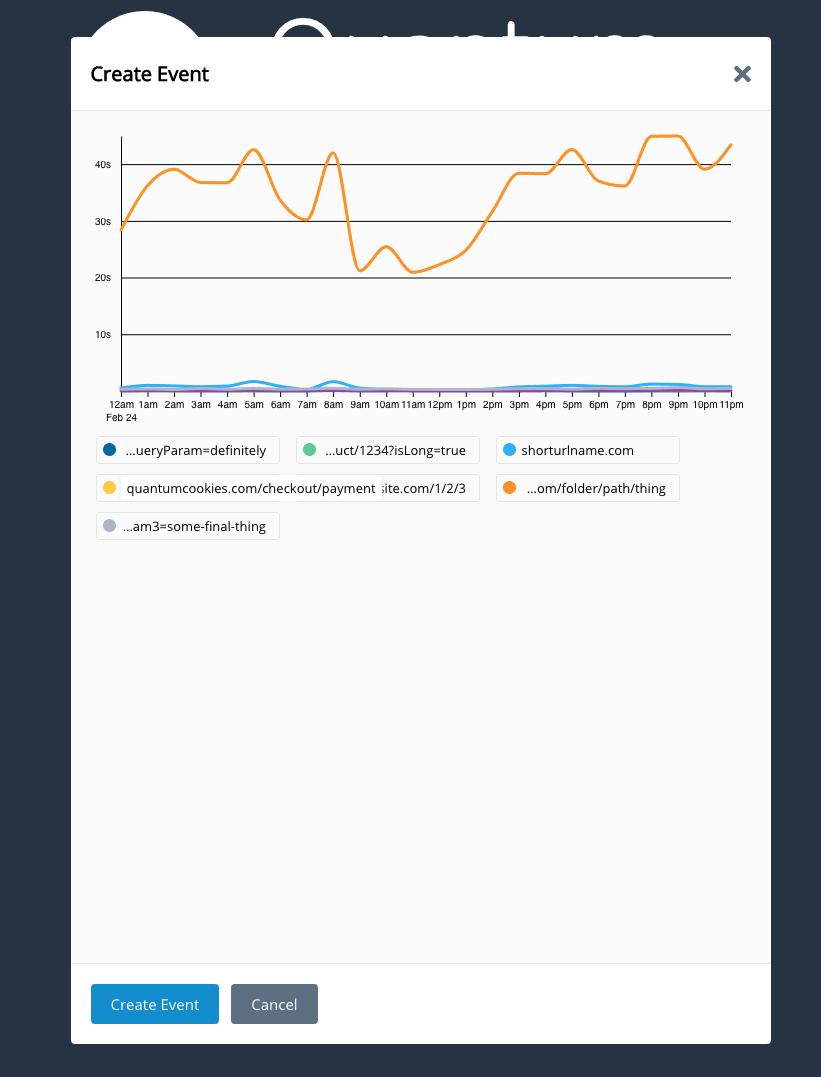 Quantum
Create Event
40s
30s
20s
10s
12am 1am 2am 3am 4am 5am 6am 7am 8am 9am 10am 11am 12pm 1pm 2pm 3pm 4pm 5pm 6pm 7pm 8pm 9pm 10pm 11pm
Feb 24
...ueryParam=definitely ...uct/1234?isLong=true shorturlname.com
quantumcookies.com/checkout/payment site.com/1/2/3 ...om/folder/path/thing
...am3=some-final-thing
Create Event Cancel